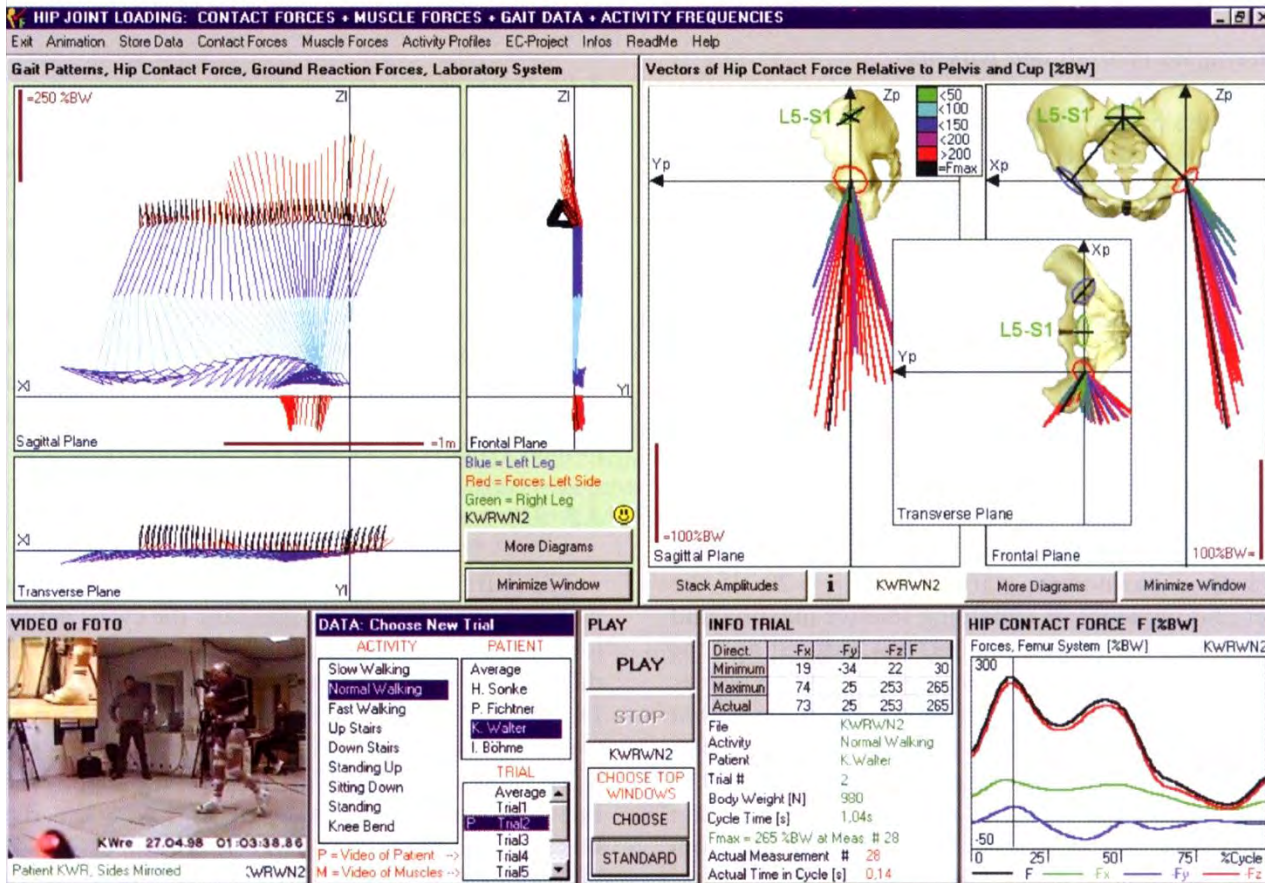 HIP JOINT LOADING: CONTACT FORCES + MUSCLE FORCES + GAIT DATA + ACTIVITY FREQUENCIES
Exit Animation Store Data Contact Forces Muscle Forces Activity Profiles EC-Project Infos ReadMe Help
Gait Patterns, Hip Contact Force, Ground Reaction Forces, Laboratory System
=250 %BW
Zl
Zl
Xl
Yl
Sagittal Plane
=1m
Frontal Plane
Xl
Transverse Plane
Yl
Blue = Left Leg
Red = Forces Left Side
Green = Right Leg
KWRWN2
More Diagrams
Minimize Window
Vectors of Hip Contact Force Relative to Pelvis and Cup [%BW]
Zp
L5-S1
Yp
<50
<100
<150
<200
>200
=Fmax
Zp
L5-S1
Xp
Xp
L5-S1
Yp
Transverse Plane
=100%BW
Sagittal Plane
Frontal Plane
100%BW=
Stack Amplitudes
i
KWRWN2
More Diagrams
Minimize Window
VIDEO or FOTO
KWre 27.04.98 01:03:38.86
Patient KWR, Sides Mirrored
WRWN2
DATA: Choose New Trial
ACTIVITY
Slow Walking
Normal Walking
Fast Walking
Up Stairs
Down Stairs
Standing Up
Sitting Down
Standing
Knee Bend
PATIENT
Average
H. Sonke
P. Fichtner
K. Walter
I. Böhme
TRIAL
Average
Trial1
P Trial2
Trial3
Trial4
Trial5
P = Video of Patient -->
M = Video of Muscles -->
PLAY
PLAY
STOP
KWRWN2
CHOOSE TOP
WINDOWS
CHOOSE
STANDARD
INFO TRIAL
Direct. -Fx -Fy -Fz F
Minimum 19 -34 22 30
Maximun 74 25 253 265
Actual 73 25 253 265
File KWRWN2
Activity Normal Walking
Patient K.Walter
Trial # 2
Body Weight [N] 980
Cycle Time [s] 1.04s
Fmax = 265 %BW at Meas # 28
Actual Measurement # 28
Actual Time in Cycle [s] 0.14
HIP CONTACT FORCE F [%BW]
Forces, Femur System [%BW] KWRWN2
300
-50
0 25 50 75 %Cycle
F -Fx -Fy -Fz